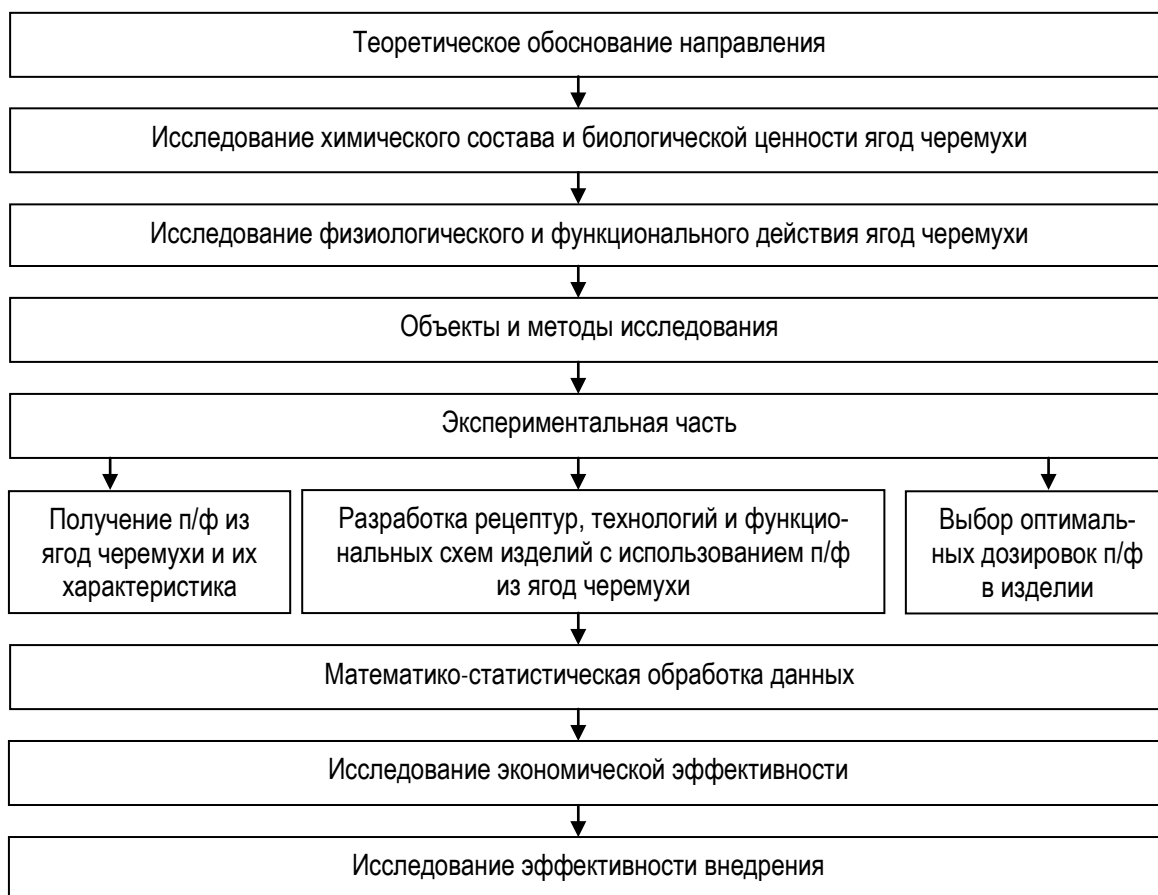 Теоретическое обоснование направления
Исследование химического состава и биологической ценности ягод черемухи
Исследование физиологического и функционального действия ягод черемухи
Объекты и методы исследования
Экспериментальная часть
Получение п/ф из
ягод черемухи и их
характеристика
Разработка рецептур, технологий и функцио-
нальных схем изделий с использованием п/ф
из ягод черемухи
Выбор оптималь-
ных дозировок п/ф
в изделии
Математико-статистическая обработка данных
Исследование экономической эффективности
Исследование эффективности внедрения